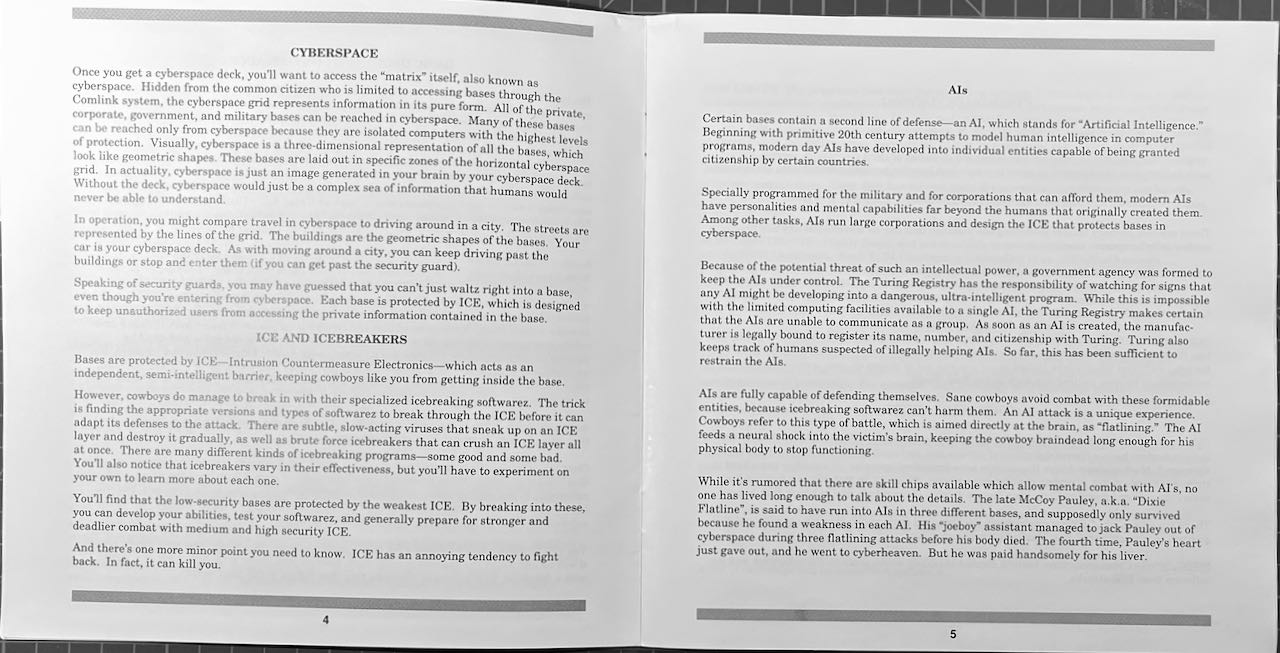 CYBERSPACE
Once you get a cyberspace deck, you'll want to access the "matrix" itself, also known as
cyberspace. Hidden from the common citizen who is limited to accessing bases through the
Comlink system, the cyberspace grid represents information in its pure form. All of the private,
corporate, government, and military bases can be reached in cyberspace. Many of these bases
can be reached only from cyberspace because they are isolated computers with the highest levels
of protection. Visually, cyberspace is a three-dimensional representation of all the bases, which
look like geometric shapes. These bases are laid out in specific zones of the horizontal cyberspace
grid. In actuality, cyberspace is just an image generated in your brain by your cyberspace deck.
Without the deck, cyberspace would just be a complex sea of information that humans would
never be able to understand.
In operation, you might compare travel in cyberspace to driving around in a city. The streets are
represented by the lines of the grid. The buildings are the geometric shapes of the bases. Your
car is your cyberspace deck. As with moving around a city, you can keep driving past the
buildings or stop and enter them (if you can get past the security guard).
Speaking of security guards, you may have guessed that you can't just waltz right into a base,
even though you're entering from cyberspace. Each base is protected by ICE, which is designed
to keep unauthorized users from accessing the private information contained in the base.
ICE AND ICEBREAKERS
Bases are protected by ICE—Intrusion Countermeasure Electronics—which acts as an
independent, semi-intelligent barrier, keeping cowboys like you from getting inside the base.
However, cowboys do manage to break in with their specialized icebreaking softwarez. The trick
is finding the appropriate versions and types of softwarez to break through the ICE before it can
adapt its defenses to the attack. There are subtle, slow-acting viruses that sneak up on an ICE
layer and destroy it gradually, as well as brute force icebreakers that can crush an ICE layer all
at once. There are many different kinds of icebreaking programs—some good and some bad.
You'll also notice that icebreakers vary in their effectiveness, but you'll have to experiment on
your own to learn more about each one.
You'll find that the low-security bases are protected by the weakest ICE. By breaking into these,
you can develop your abilities, test your softwarez, and generally prepare for stronger and
deadlier combat with medium and high security ICE.
And there's one more minor point you need to know. ICE has an annoying tendency to fight
back. In fact, it can kill you.
4
AIs
Certain bases contain a second line of defense—an AI, which stands for "Artificial Intelligence."
Beginning with primitive 20th century attempts to model human intelligence in computer
programs, modern day AIs have developed into individual entities capable of being granted
citizenship by certain countries.
Specially programmed for the military and for corporations that can afford them, modern AIs
have personalities and mental capabilities far beyond the humans that originally created them.
Among other tasks, AIs run large corporations and design the ICE that protects bases in
cyberspace.
Because of the potential threat of such an intellectual power, a government agency was formed to
keep the AIs under control. The Turing Registry has the responsibility of watching for signs that
any AI might be developing into a dangerous, ultra-intelligent program. While this is impossible
with the limited computing facilities available to a single AI, the Turing Registry makes certain
that the AIs are unable to communicate as a group. As soon as an AI is created, the manufac-
turer is legally bound to register its name, number, and citizenship with Turing. Turing also
keeps track of humans suspected of illegally helping AIs. So far, this has been sufficient to
restrain the AIs.
AIs are fully capable of defending themselves. Sane cowboys avoid combat with these formidable
entities, because icebreaking softwarez can't harm them. An AI attack is a unique experience.
Cowboys refer to this type of battle, which is aimed directly at the brain, as "flatlining." The AI
feeds a neural shock into the victim's brain, keeping the cowboy braindead long enough for his
physical body to stop functioning.
While it's rumored that there are skill chips available which allow mental combat with AI's, no
one has lived long enough to talk about the details. The late McCoy Pauley, a.k.a. "Dixie
Flatline", is said to have run into AIs in three different bases, and supposedly only survived
because he found a weakness in each AI. His "joeboy" assistant managed to jack Pauley out of
cyberspace during three flatlining attacks before his body died. The fourth time, Pauley's heart
just gave out, and he went to cyberheaven. But he was paid handsomely for his liver.
5